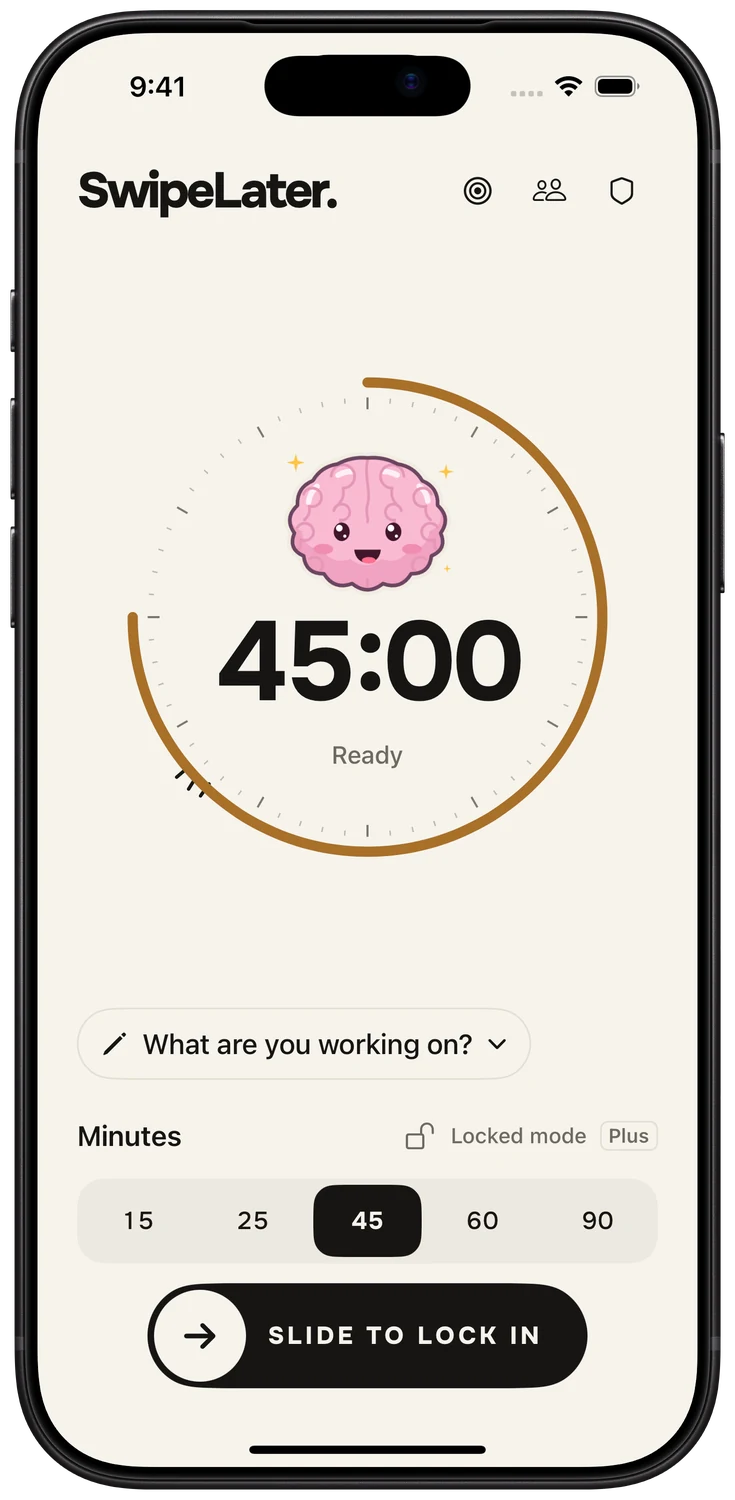 9:41
SwipeLater.
45:00
Ready
What are you working on?
Minutes Locked mode Plus
15 25 45 60 90
SLIDE TO LOCK IN